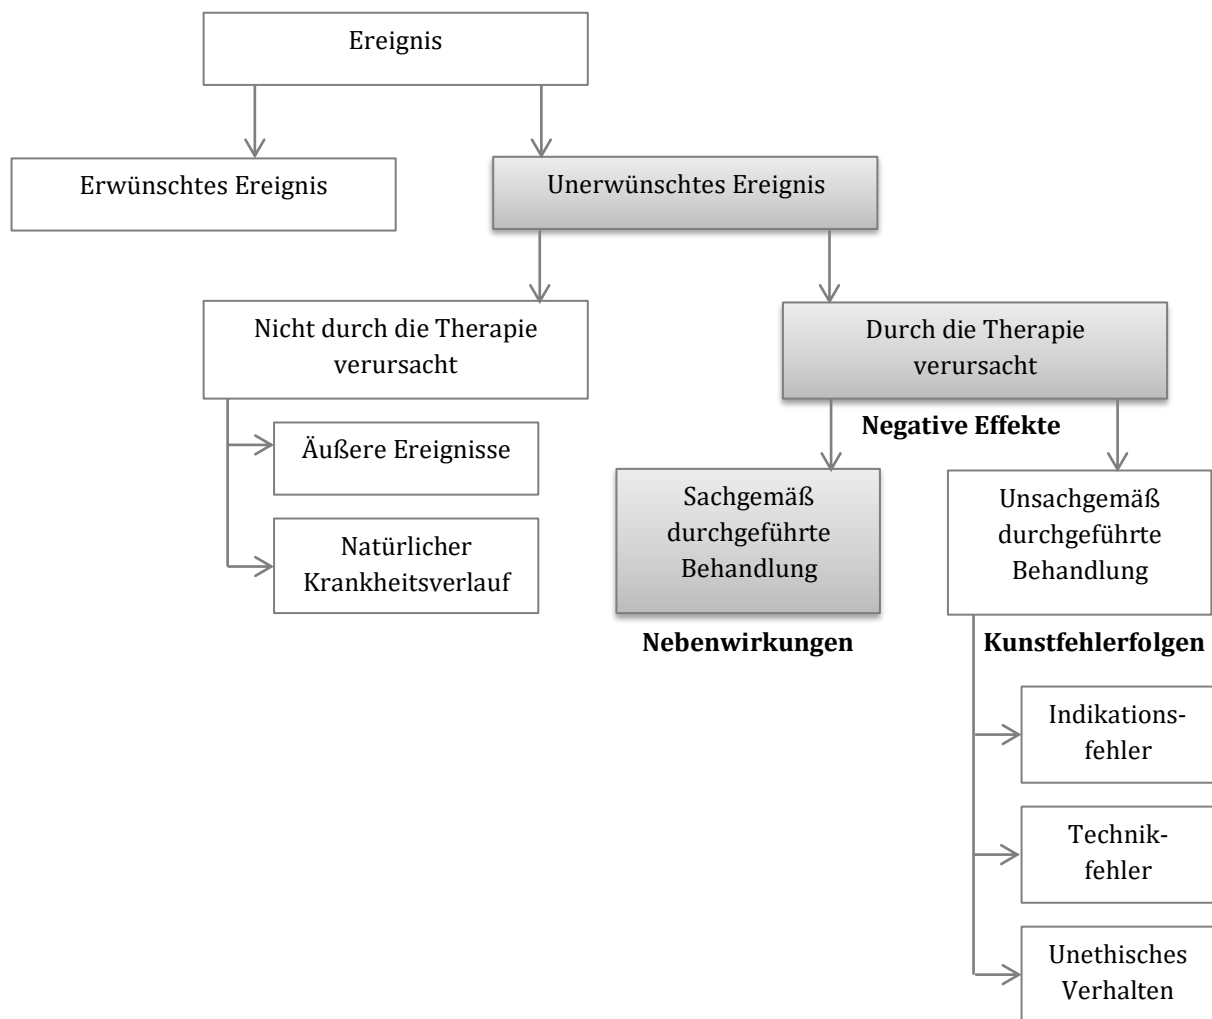 Ereignis
Erwünschtes Ereignis
Unerwünschtes Ereignis
Nicht durch die Therapie
verursacht
Durch die Therapie
verursacht
Negative Effekte
Äußere Ereignisse
Natürlicher
Krankheitsverlauf
Sachgemäß
durchgeführte
Behandlung
Unsachgemäß
durchgeführte
Behandlung
Nebenwirkungen
Kunstfehlerfolgen
Indikations-
fehler
Technik-
fehler
Unethisches
Verhalten